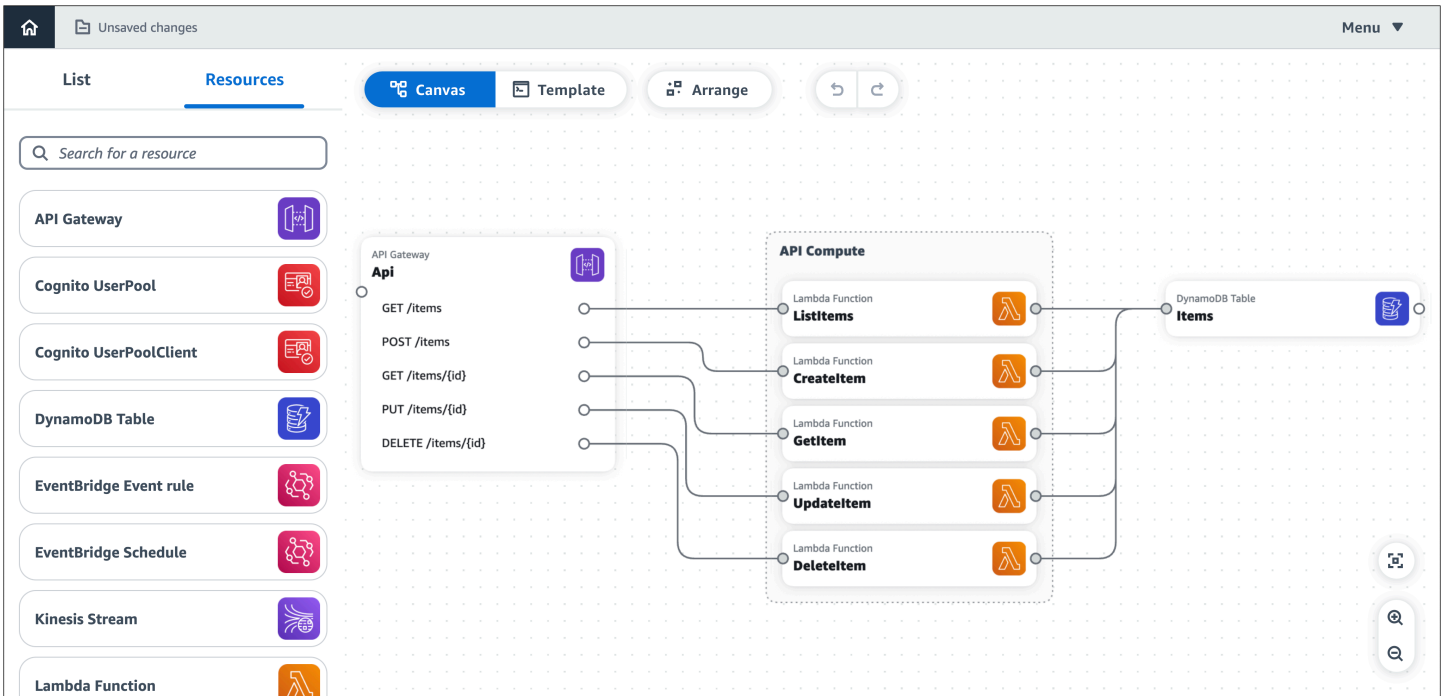 Unsaved changes
Menu
List
Resources
Canvas
Template
Arrange
Search for a resource
API Gateway
Cognito UserPool
Cognito UserPoolClient
DynamoDB Table
EventBridge Event rule
EventBridge Schedule
Kinesis Stream
Lambda Function
API Gateway
Api
GET /items
POST /items
GET /items/{id}
PUT /items/{id}
DELETE /items/{id}
API Compute
Lambda Function
ListItems
Lambda Function
CreateItem
Lambda Function
GetItem
Lambda Function
UpdateItem
Lambda Function
DeleteItem
DynamoDB Table
Items